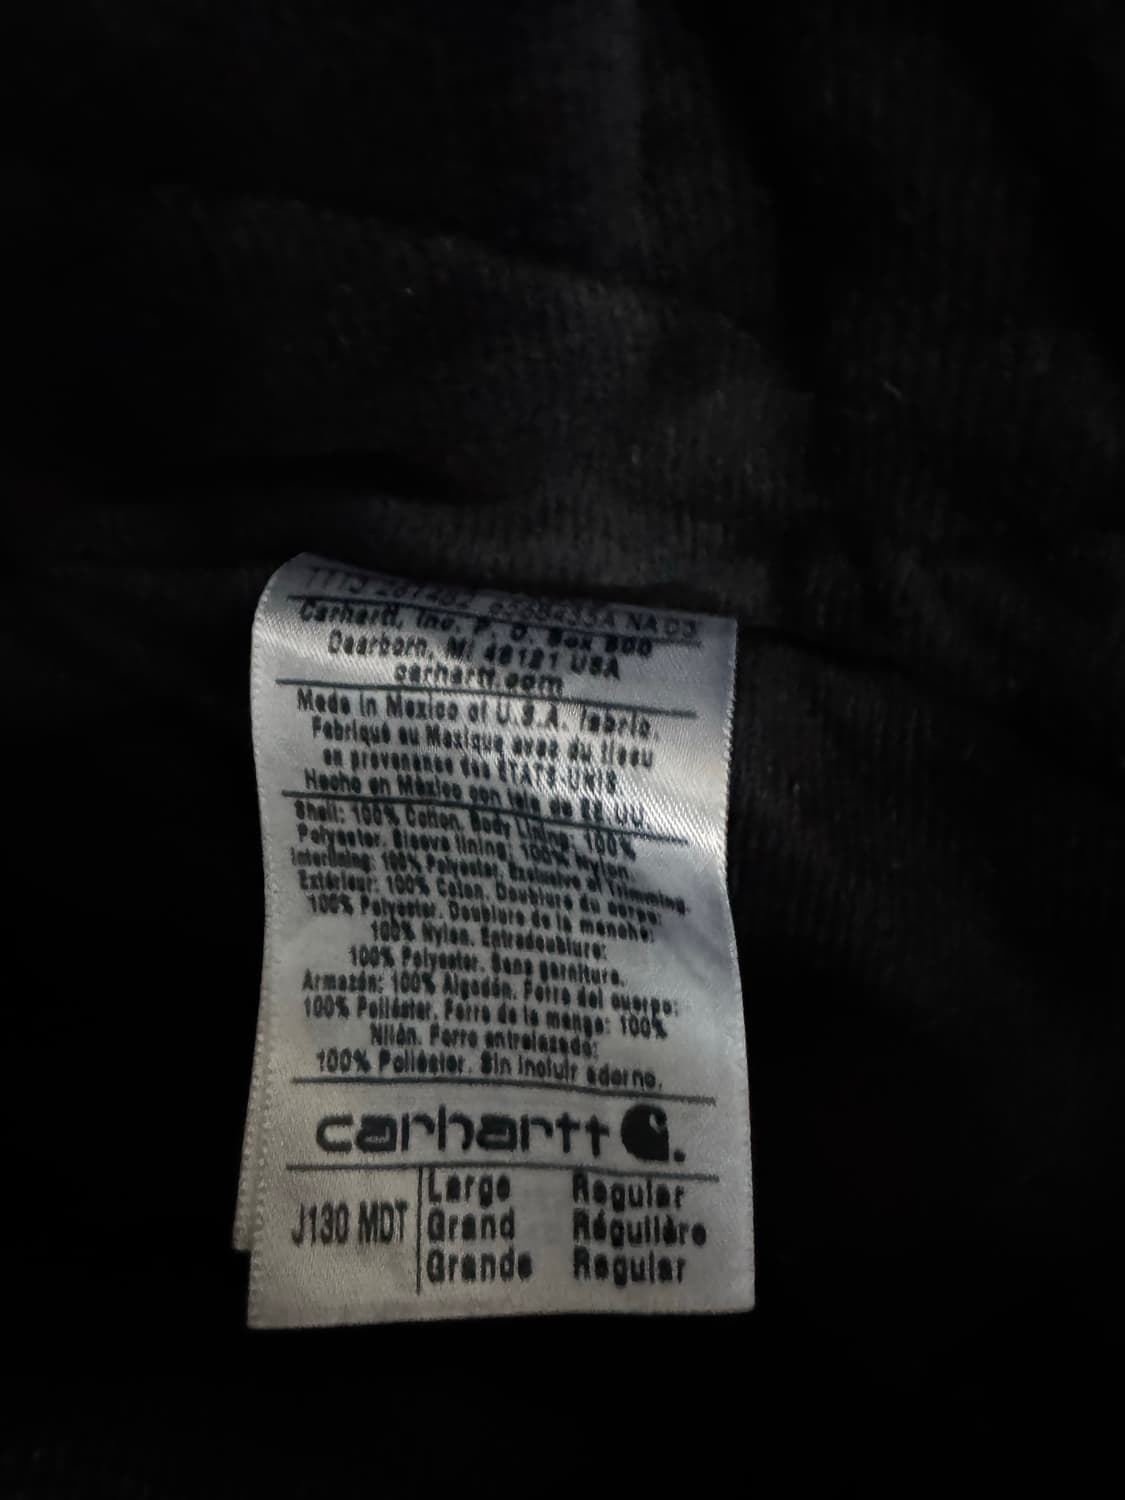 NA 03
Carhartt, Inc. P. O. Box 600
Dearborn, MI 48121 USA
carhartt.com
Made in Mexico of U.S.A. fabric.
Fabriqué au Mexique avec du tissu
en provenance des ÉTATS-UNIS
Hecho en México con tela de EE.UU.
Shell: 100% Cotton. Body Lining: 100%
Polyester. Sleeve lining: 100% Nylon.
Interlining: 100% Polyester. Exclusive of Trimming.
Extérieur: 100% Coton. Doublure du corps:
100% Polyester. Doublure de la manche:
100% Nylon. Entredoublure:
100% Polyester. Sans garniture.
Armazón: 100% Algodón. Forro del cuerpo:
100% Poliéster. Forro de la manga: 100%
Nilón. Forro entrelazado:
100% Poliéster. Sin incluir adorno.
carhartt
J130 MDT
Large Regular
Grand Régulière
Grande Regular